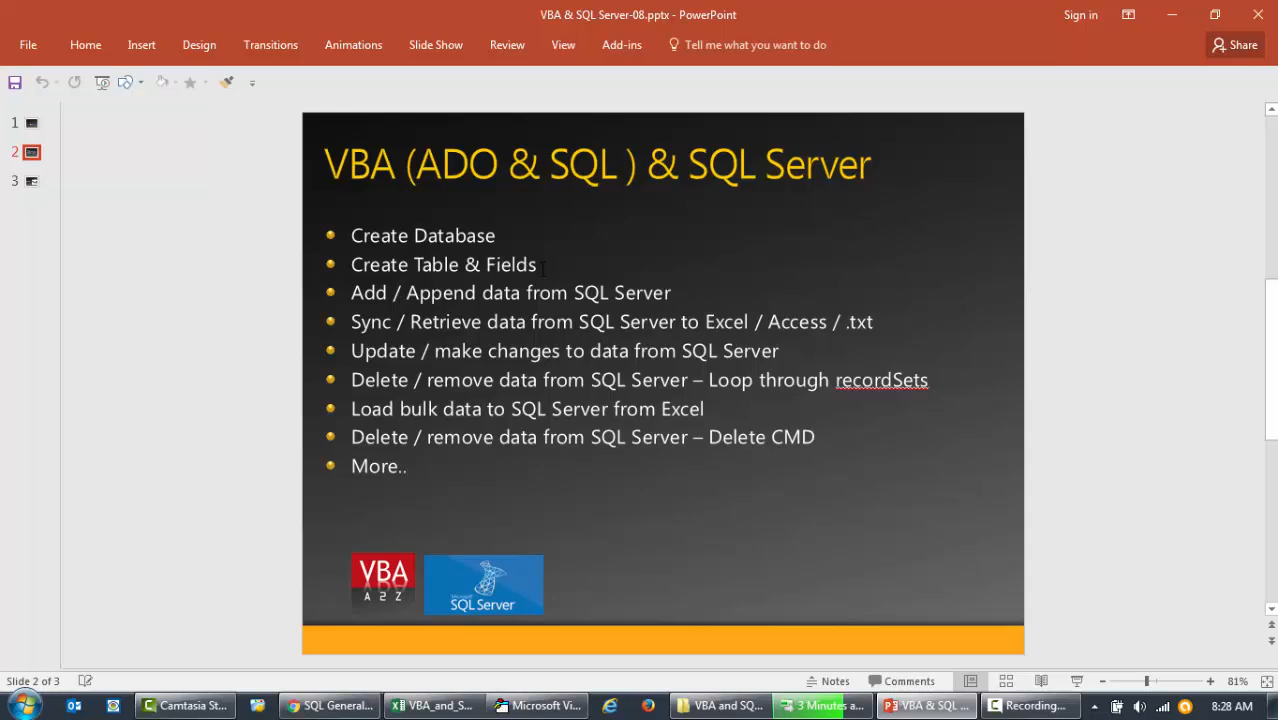 VBA & SQL Server-08.pptx - PowerPoint
Sign in
File Home Insert Design Transitions Animations Slide Show Review View Add-ins Tell me what you want to do Share
1
2
3
VBA (ADO & SQL ) & SQL Server
Create Database
Create Table & Fields
Add / Append data from SQL Server
Sync / Retrieve data from SQL Server to Excel / Access / .txt
Update / make changes to data from SQL Server
Delete / remove data from SQL Server – Loop through recordSets
Load bulk data to SQL Server from Excel
Delete / remove data from SQL Server – Delete CMD
More..
VBA
A 2 Z
Microsoft
SQL Server
Slide 2 of 3 Notes Comments 81%
Camtasia St... SQL General... VBA_and_S... Microsoft Vi... VBA and SQ... 3 Minutes a... VBA & SQL ... Recording... 8:28 AM